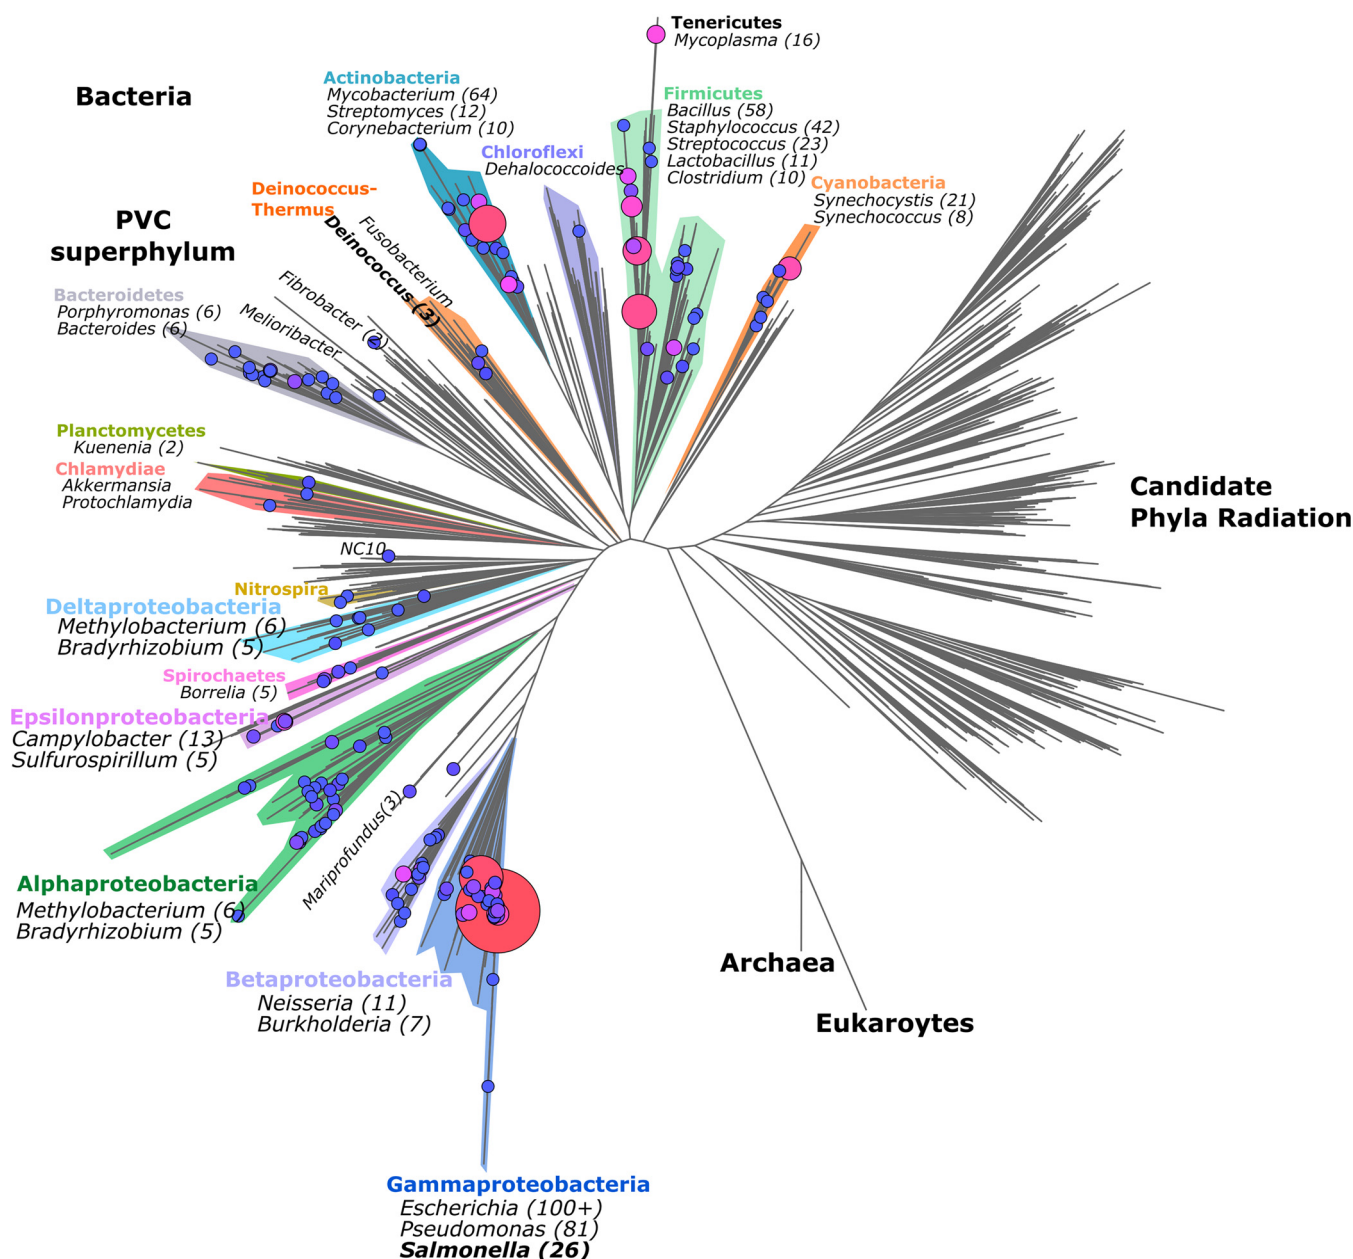 Tenericutes
Mycoplasma (16)
Bacteria
Actinobacteria
Mycobacterium (64)
Streptomyces (12)
Corynebacterium (10)
Chloroflexi
Dehalococcoides
Firmicutes
Bacillus (58)
Staphylococcus (42)
Streptococcus (23)
Lactobacillus (11)
Clostridium (10)
Cyanobacteria
Synechocystis (21)
Synechococcus (8)
Deinococcus-
Thermus
Fusobacterium
Deinococcus (3)
PVC
superphylum
Fibrobacter (2)
Melioribacter
Bacteroidetes
Porphyromonas (6)
Bacteroides (6)
Planctomycetes
Kuenenia (2)
Chlamydiae
Akkermansia
Protochlamydia
Candidate
Phyla Radiation
NC10
Nitrospira
Deltaproteobacteria
Methylobacterium (6)
Bradyrhizobium (5)
Spirochaetes
Borrelia (5)
Epsilonproteobacteria
Campylobacter (13)
Sulfurospirillum (5)
Mariprofundus(3)
Alphaproteobacteria
Methylobacterium (6)
Bradyrhizobium (5)
Archaea
Eukaroytes
Betaproteobacteria
Neisseria (11)
Burkholderia (7)
Gammaproteobacteria
Escherichia (100+)
Pseudomonas (81)
Salmonella (26)